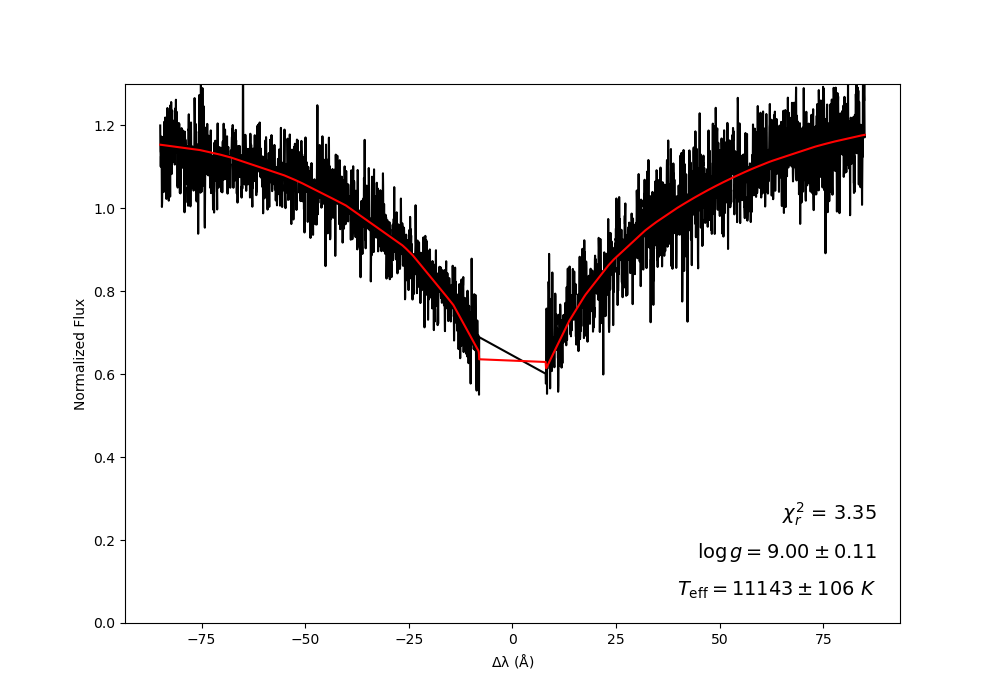 1.2
1.0
0.8
0.6
0.4
0.2
0.0
Normalized Flux
χ²ᵣ = 3.35
log g = 9.00 ± 0.11
T_eff = 11143 ± 106 K
−75 −50 −25 0 25 50 75
Δλ (Å)